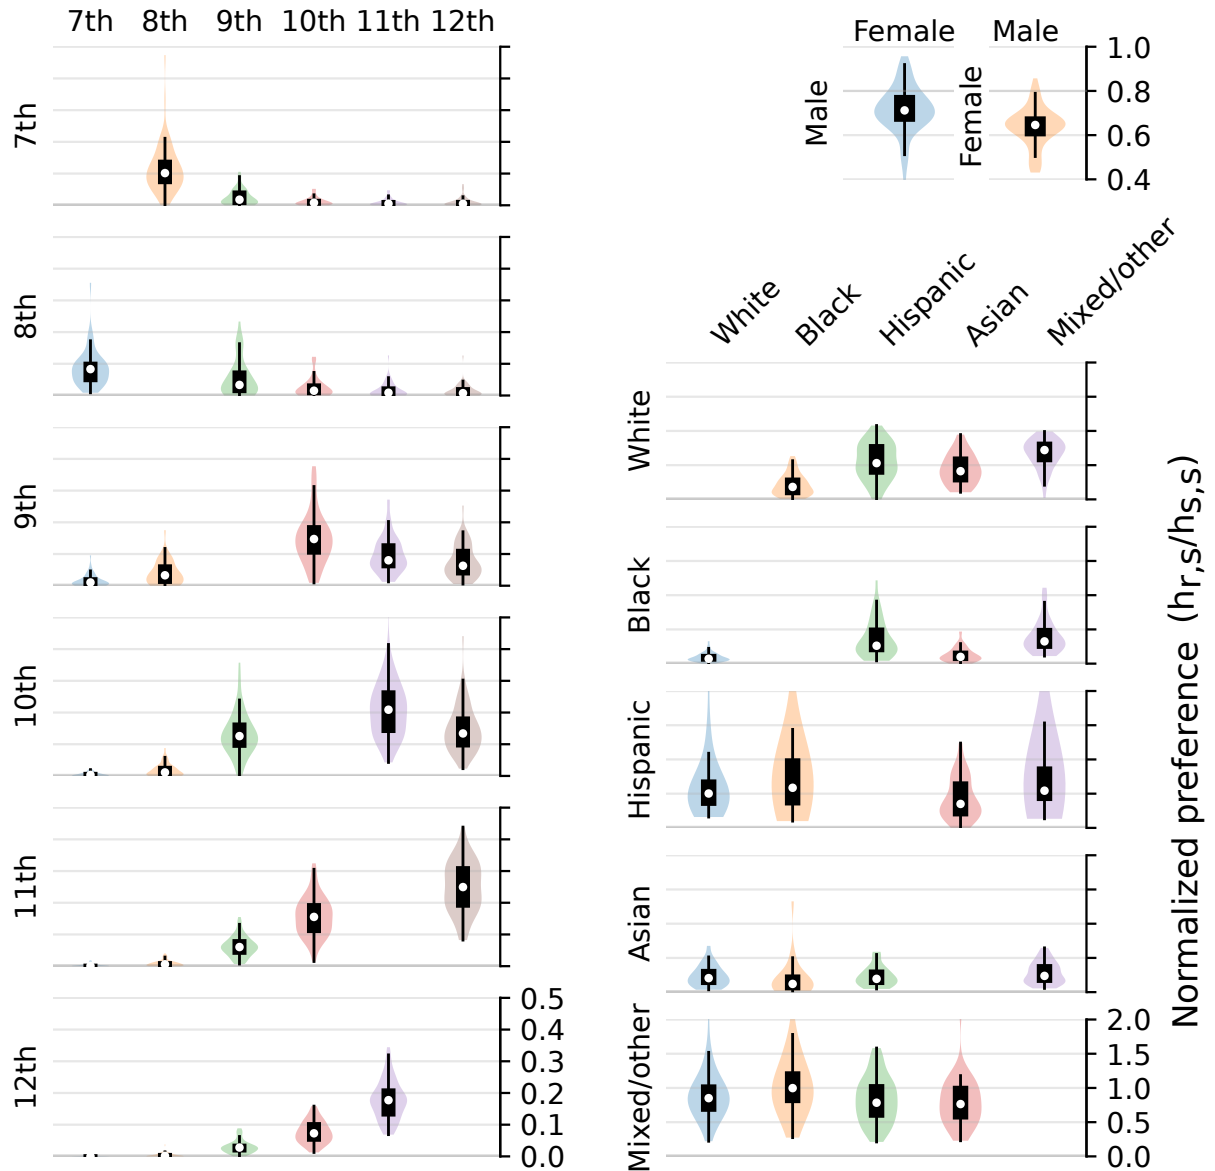 7th 8th 9th 10th 11th 12th
7th
8th
9th
10th
11th
12th
0.5
0.4
0.3
0.2
0.1
0.0
Female Male
Male
Female
1.0
0.8
0.6
0.4
White Black Hispanic Asian Mixed/other
White
Black
Hispanic
Asian
Mixed/other
2.0
1.5
1.0
0.5
0.0
Normalized preference (hr,s/hs,s)